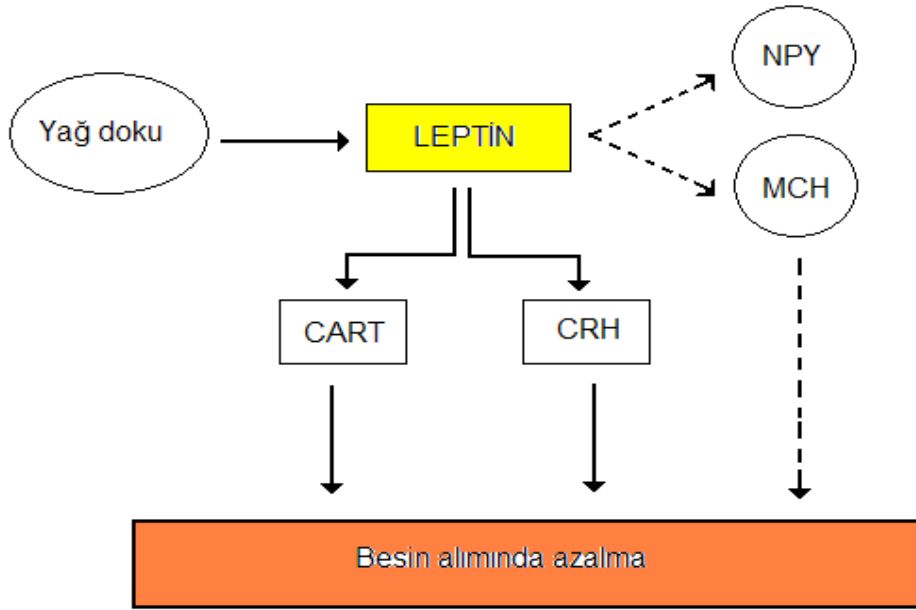 NPY
Yağ doku
LEPTİN
MCH
CART
CRH
Besin alımında azalma